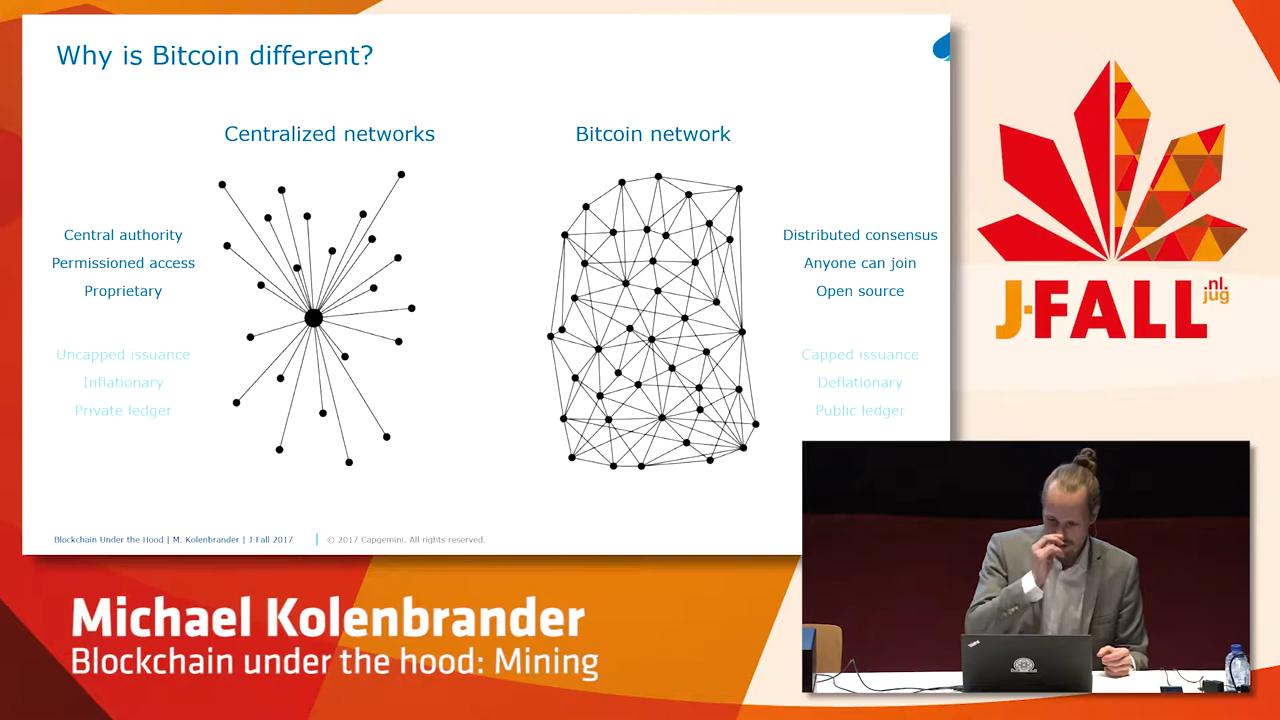 Why is Bitcoin different?
Centralized networks
Bitcoin network
Central authority
Permissioned access
Proprietary
Uncapped issuance
Inflationary
Private ledger
Distributed consensus
Anyone can join
Open source
Capped issuance
Deflationary
Public ledger
Blockchain Under the Hood | M. Kolenbrander | J-Fall 2017
© 2017 Capgemini. All rights reserved.
J-FALL
.nl.
jug
Michael Kolenbrander
Blockchain under the hood: Mining